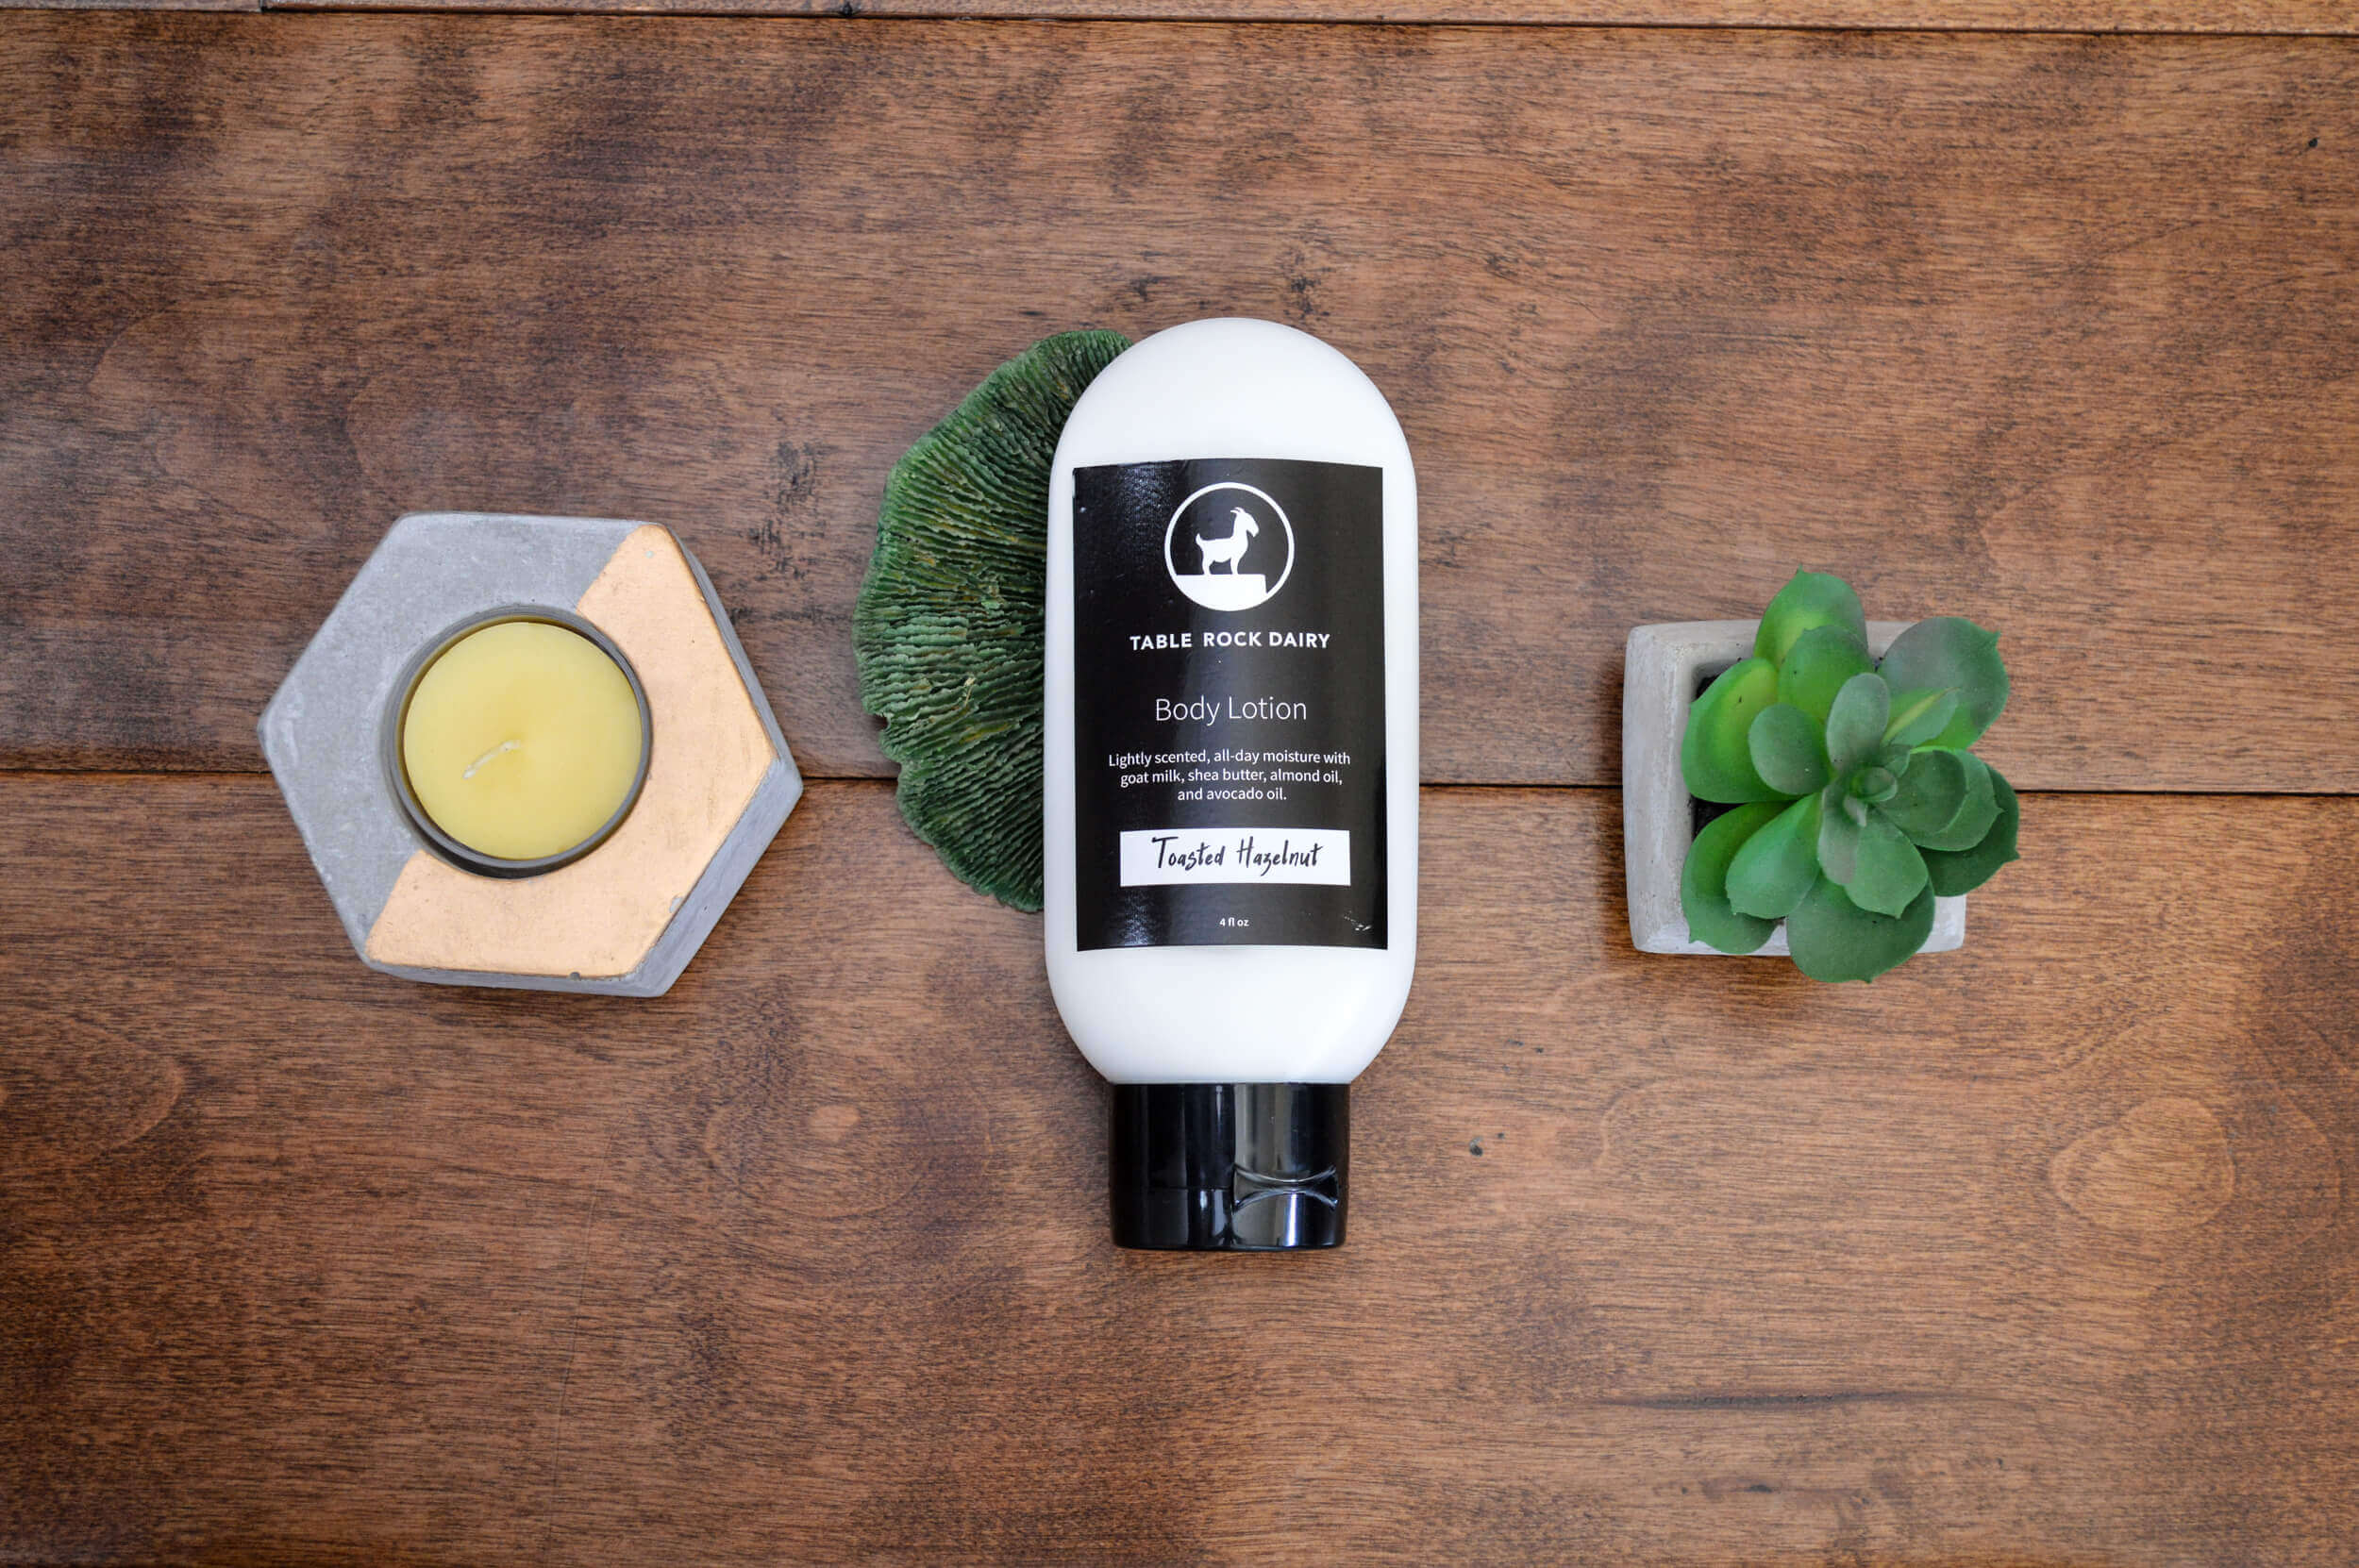 TABLE ROCK DAIRY
Body Lotion
Lightly scented, all-day moisture with
goat milk, shea butter, almond oil,
and avocado oil.
Toasted Hazelnut
4 fl oz